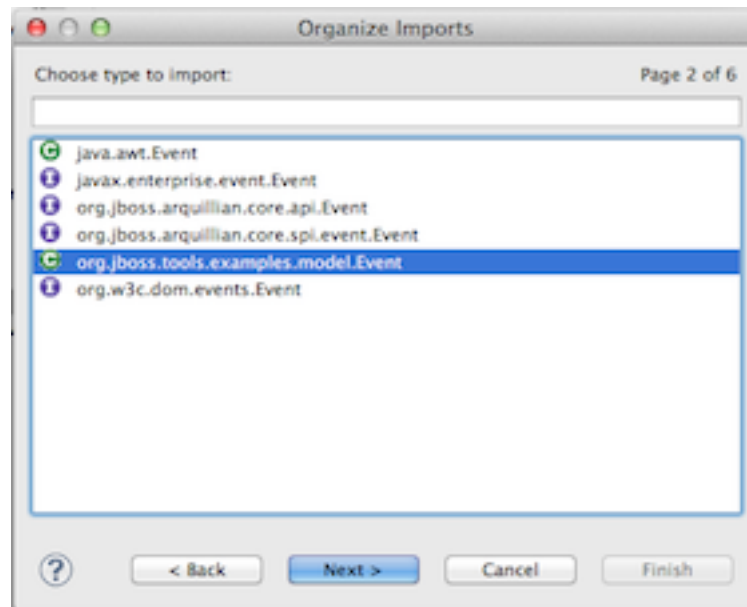 Organize Imports
Choose type to import: Page 2 of 6
java.awt.Event
javax.enterprise.event.Event
org.jboss.arquillian.core.api.Event
org.jboss.arquillian.core.spi.event.Event
org.jboss.tools.examples.model.Event
org.w3c.dom.events.Event
? < Back Next > Cancel Finish